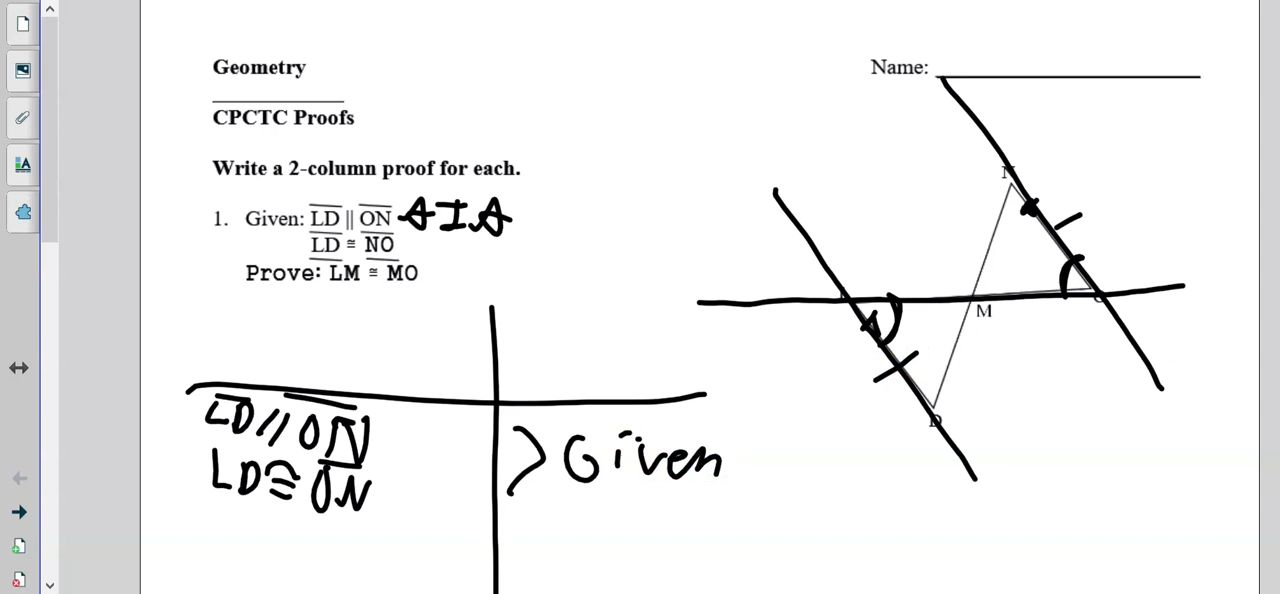 Geometry
Name:
CPCTC Proofs
Write a 2-column proof for each.
1. Given: LD || ON AIA
LD ≅ NO
Prove: LM ≅ MO
N
M
D
LD // ON
LD ≅ ON
> Given